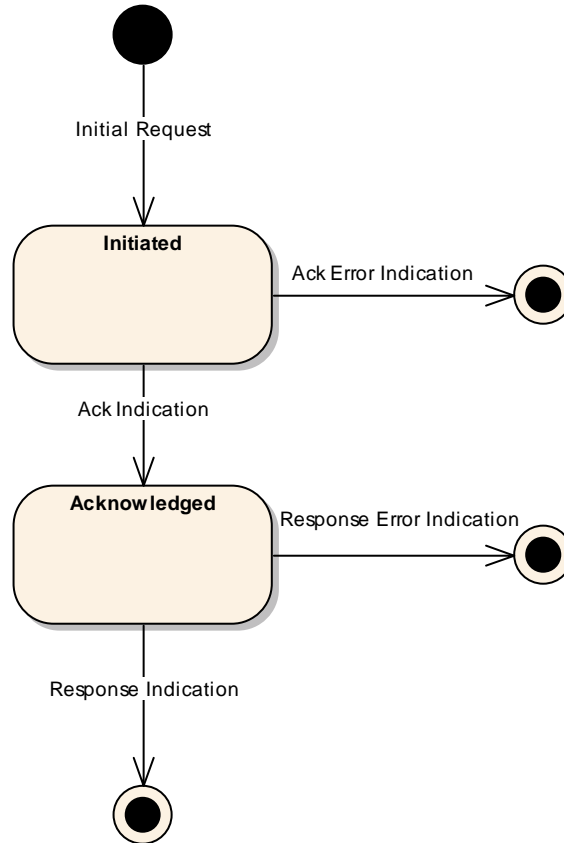 Initial Request
Initiated
Ack Error Indication
Ack Indication
Acknowledged
Response Error Indication
Response Indication